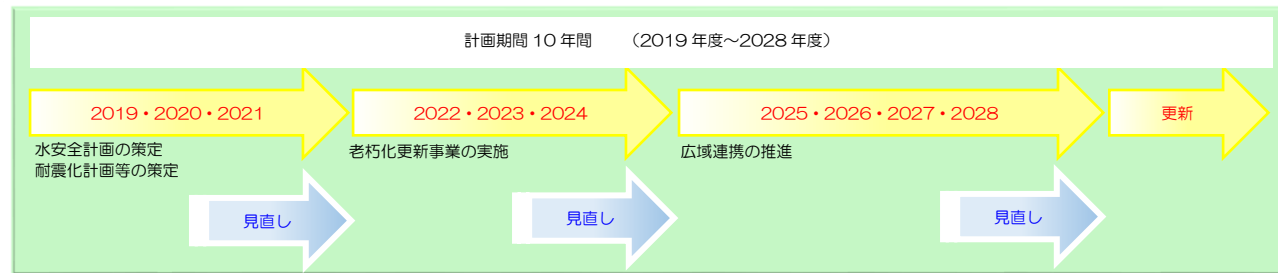 計画期間 10 年間　（2019 年度～2028 年度）
2019・2020・2021
2022・2023・2024
2025・2026・2027・2028
更新
水安全計画の策定
耐震化計画等の策定
老朽化更新事業の実施
広域連携の推進
見直し
見直し
見直し